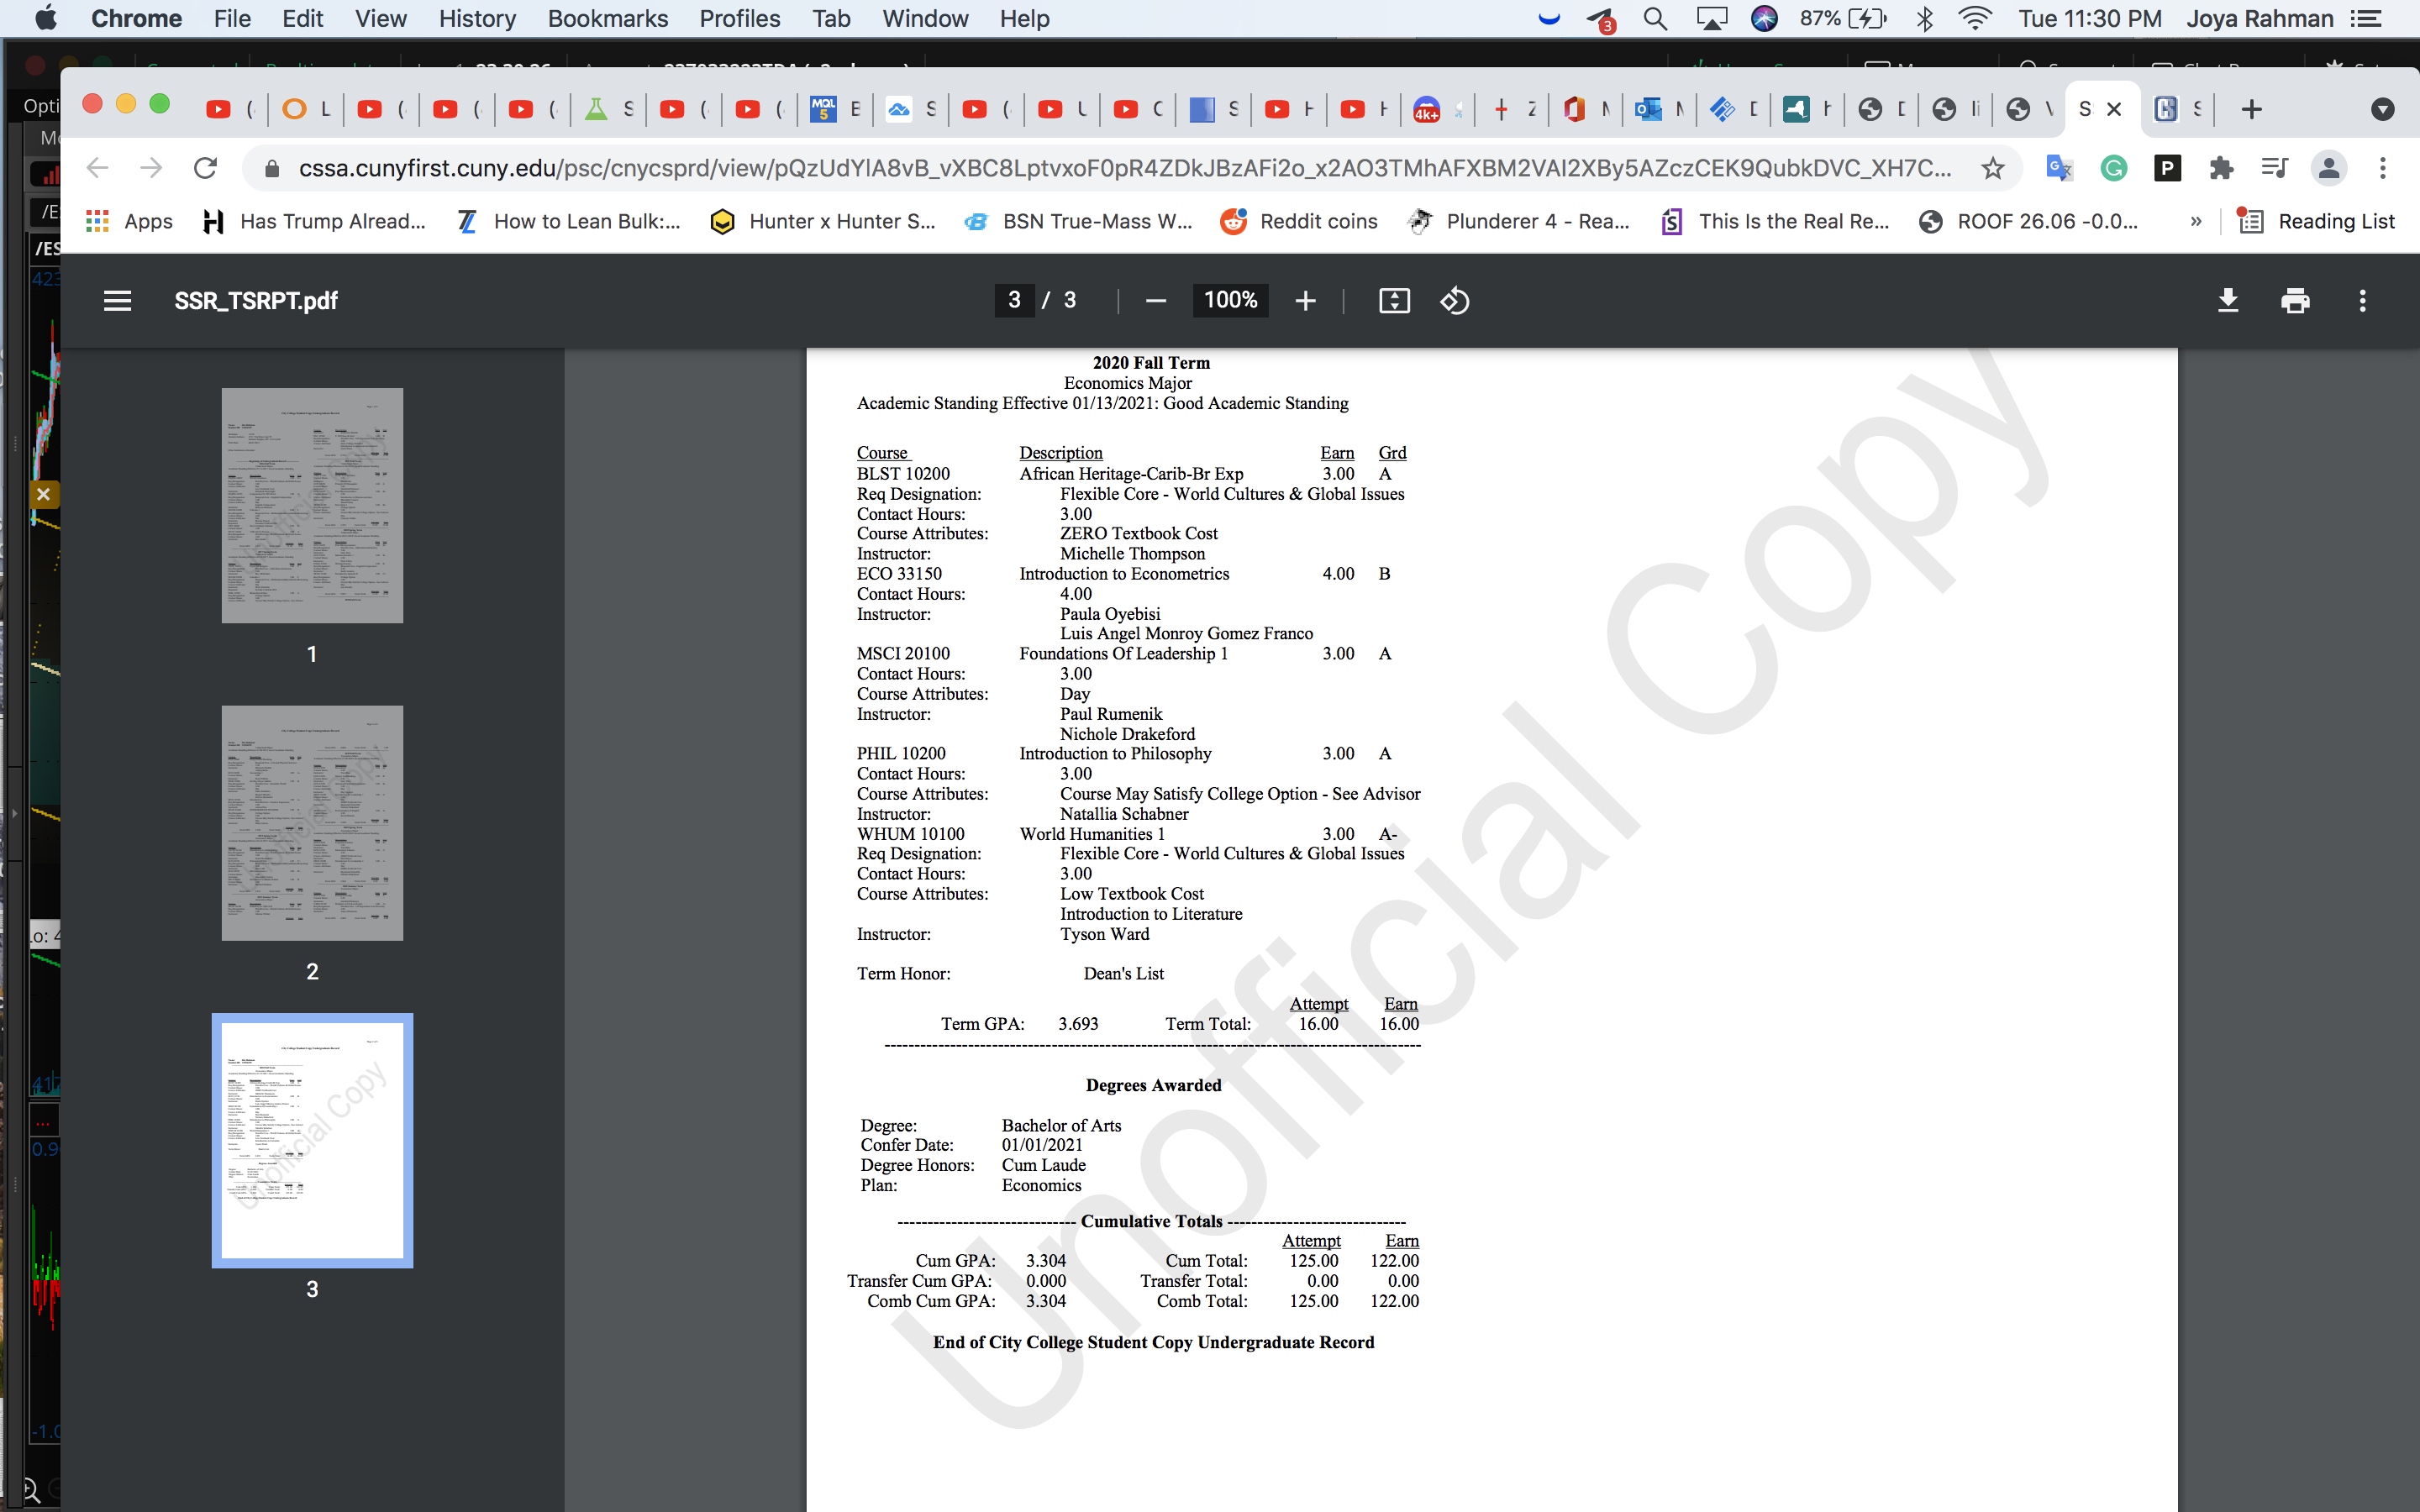 Chrome File Edit View History Bookmarks Profiles Tab Window Help 3 87% Tue 11:30 PM Joya Rahman
cssa.cunyfirst.cuny.edu/psc/cnycsprd/view/pQzUdYlA8vB_vXBC8LptvxoF0pR4ZDkJBzAFi2o_x2AO3TMhAFXBM2VAI2XBy5AZczCEK9QubkDVC_XH7C...
Apps Has Trump Alread... How to Lean Bulk:... Hunter x Hunter S... BSN True-Mass W... Reddit coins Plunderer 4 - Rea... This Is the Real Re... ROOF 26.06 -0.0... » Reading List
SSR_TSRPT.pdf 3 / 3 100%
1
2
3
2020 Fall Term
Economics Major
Academic Standing Effective 01/13/2021: Good Academic Standing
Course Description Earn Grd
BLST 10200 African Heritage-Carib-Br Exp 3.00 A
Req Designation: Flexible Core - World Cultures & Global Issues
Contact Hours: 3.00
Course Attributes: ZERO Textbook Cost
Instructor: Michelle Thompson
ECO 33150 Introduction to Econometrics 4.00 B
Contact Hours: 4.00
Instructor: Paula Oyebisi
Luis Angel Monroy Gomez Franco
MSCI 20100 Foundations Of Leadership 1 3.00 A
Contact Hours: 3.00
Course Attributes: Day
Instructor: Paul Rumenik
Nichole Drakeford
PHIL 10200 Introduction to Philosophy 3.00 A
Contact Hours: 3.00
Course Attributes: Course May Satisfy College Option - See Advisor
Instructor: Natallia Schabner
WHUM 10100 World Humanities 1 3.00 A-
Req Designation: Flexible Core - World Cultures & Global Issues
Contact Hours: 3.00
Course Attributes: Low Textbook Cost
Introduction to Literature
Instructor: Tyson Ward
Term Honor: Dean's List
Attempt Earn
Term GPA: 3.693 Term Total: 16.00 16.00
Degrees Awarded
Degree: Bachelor of Arts
Confer Date: 01/01/2021
Degree Honors: Cum Laude
Plan: Economics
Cumulative Totals
Attempt Earn
Cum GPA: 3.304 Cum Total: 125.00 122.00
Transfer Cum GPA: 0.000 Transfer Total: 0.00 0.00
Comb Cum GPA: 3.304 Comb Total: 125.00 122.00
End of City College Student Copy Undergraduate Record
Unofficial Copy